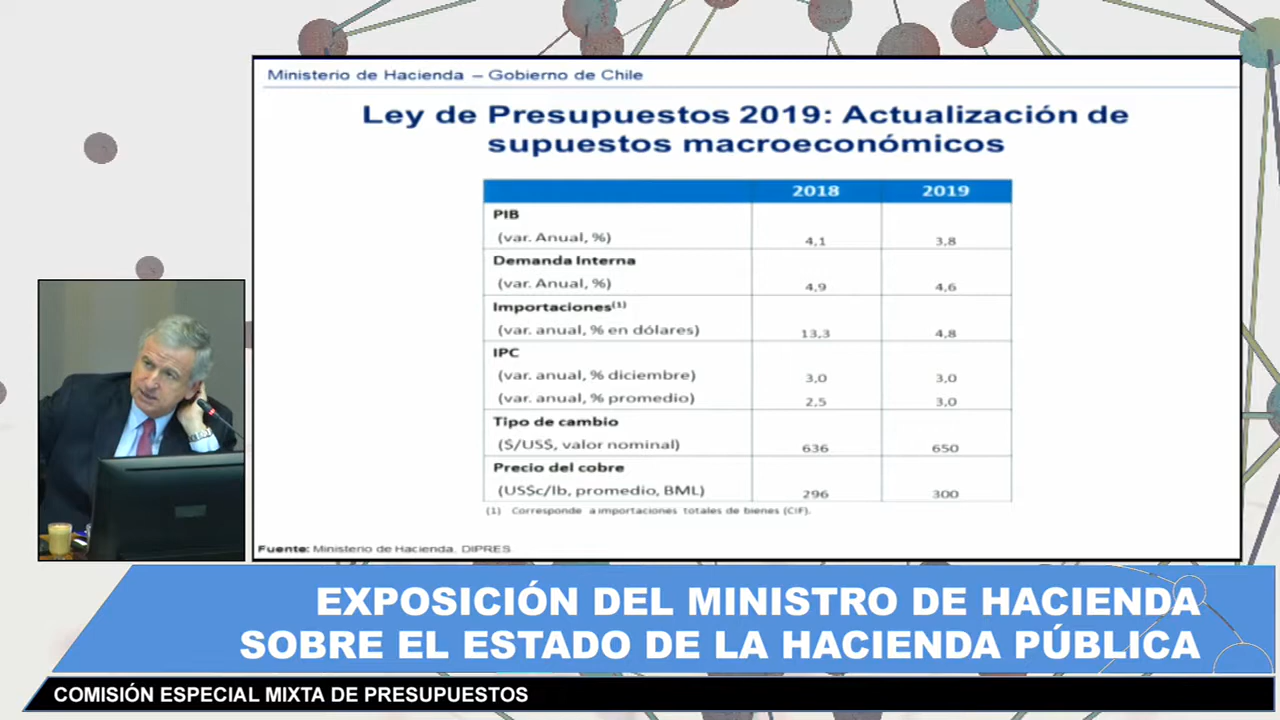 Ministerio de Hacienda – Gobierno de Chile
Ley de Presupuestos 2019: Actualización de
supuestos macroeconómicos
2018 2019
PIB
(var. Anual, %) 4,1 3,8
Demanda Interna
(var. Anual, %) 4,9 4,6
Importaciones(1)
(var. anual, % en dólares) 13,3 4,8
IPC
(var. anual, % diciembre) 3,0 3,0
(var. anual, % promedio) 2,5 3,0
Tipo de cambio
($/US$, valor nominal) 636 650
Precio del cobre
(US$c/lb, promedio, BML) 296 300
(1) Corresponde a importaciones totales de bienes (CIF).
Fuente: Ministerio de Hacienda. DIPRES
EXPOSICIÓN DEL MINISTRO DE HACIENDA
SOBRE EL ESTADO DE LA HACIENDA PÚBLICA
COMISIÓN ESPECIAL MIXTA DE PRESUPUESTOS